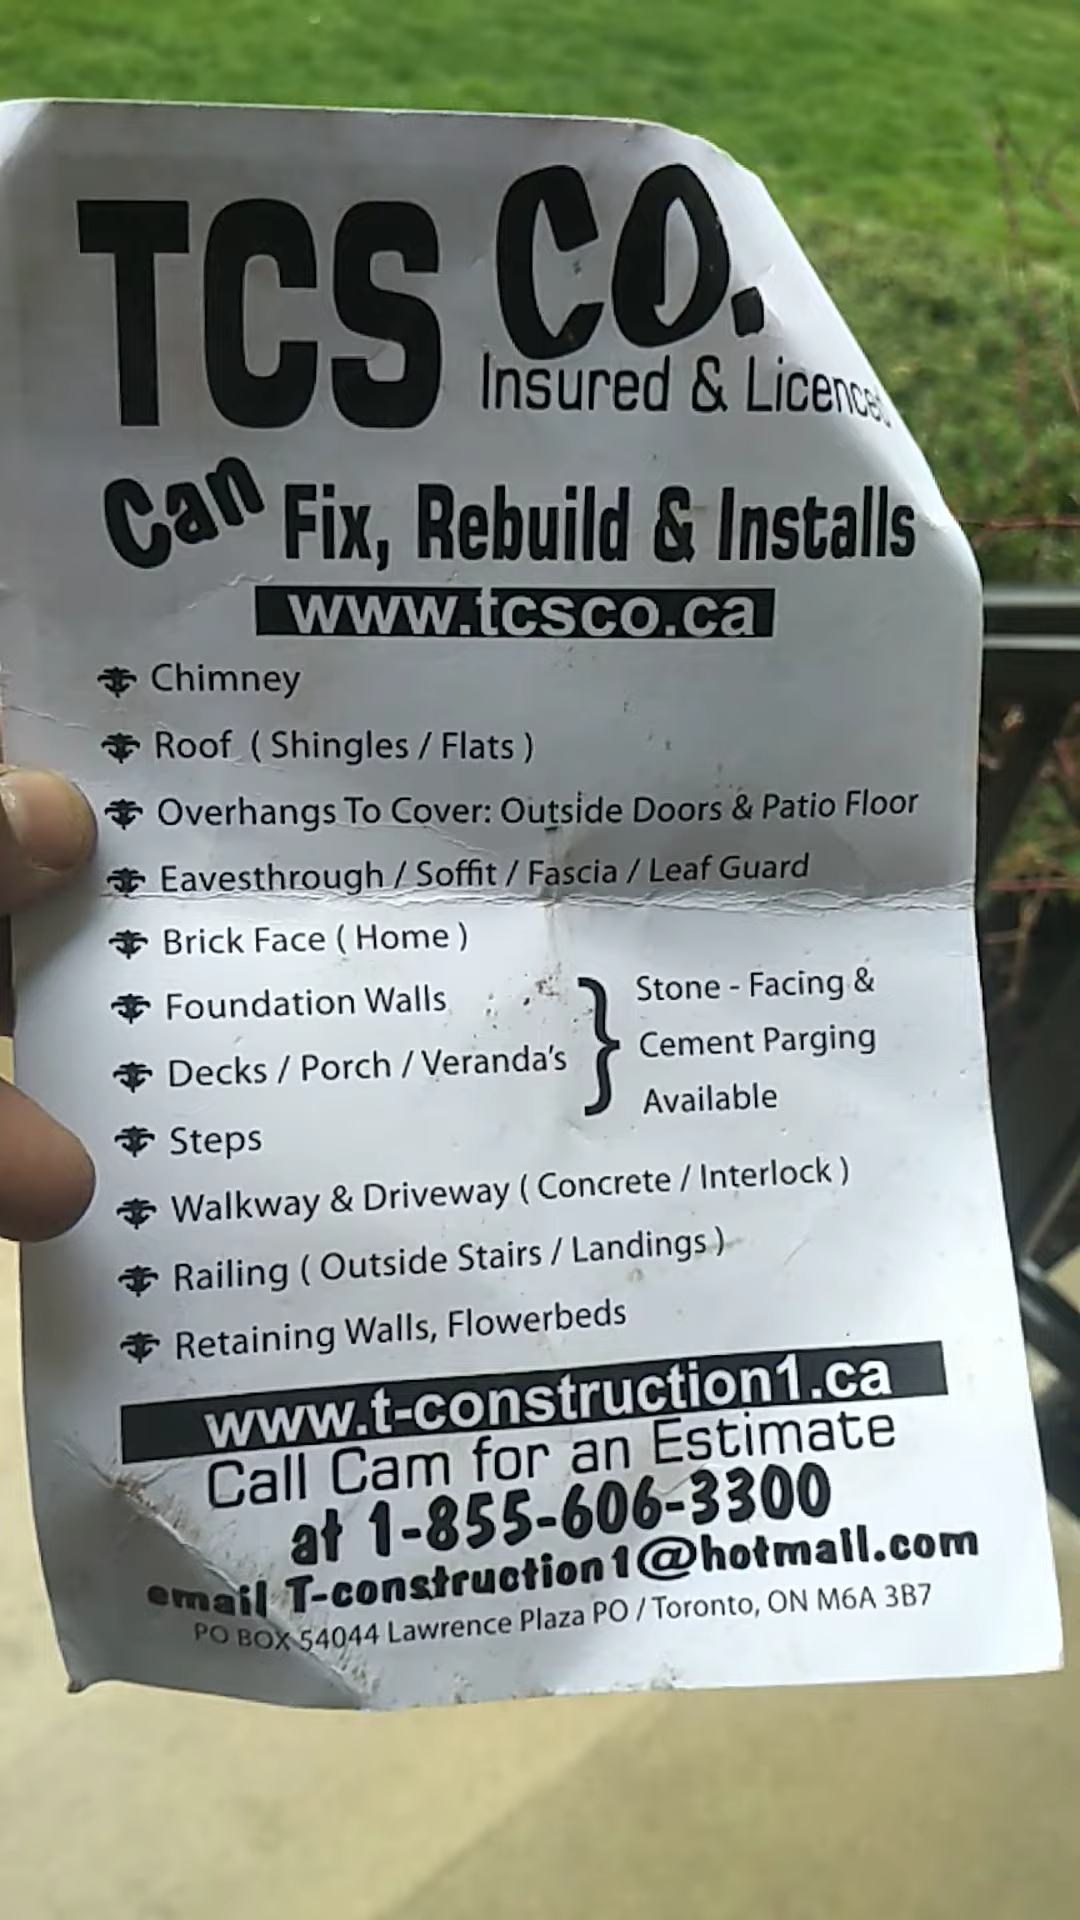 TCS CO.
Insured & Licenced
Can Fix, Rebuild & Installs
www.tcsco.ca
Chimney
Roof ( Shingles / Flats )
Overhangs To Cover: Outside Doors & Patio Floor
Eavesthrough / Soffit / Fascia / Leaf Guard
Brick Face ( Home )
Foundation Walls
Decks / Porch / Veranda's
Stone - Facing &
Cement Parging
Available
Steps
Walkway & Driveway ( Concrete / Interlock )
Railing ( Outside Stairs / Landings )
Retaining Walls, Flowerbeds
www.t-construction1.ca
Call Cam for an Estimate
at 1-855-606-3300
email T-construction1@hotmail.com
PO BOX 54044 Lawrence Plaza PO / Toronto, ON M6A 3B7